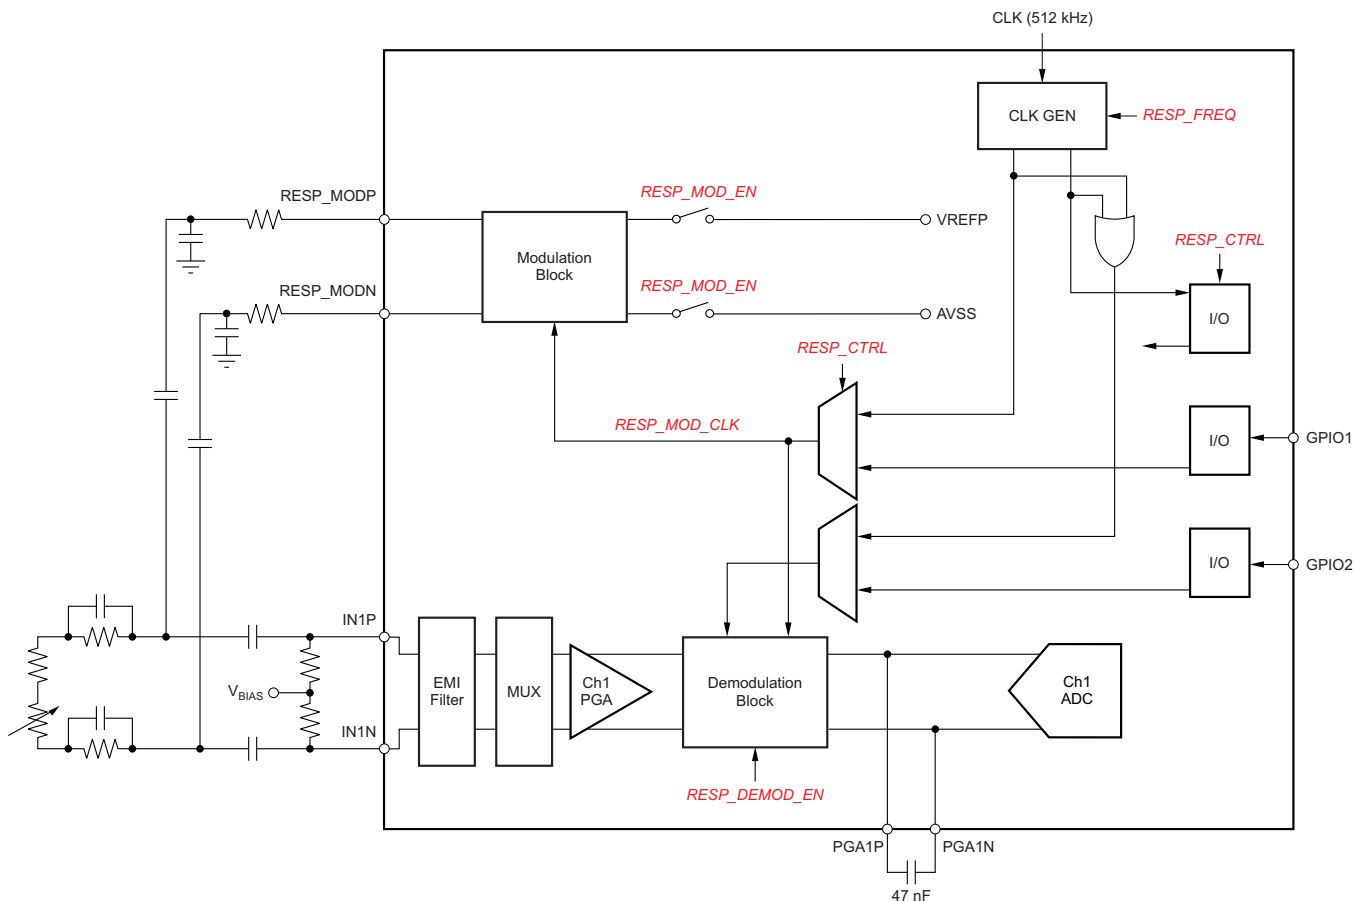 CLK (512 kHz)
CLK GEN
RESP_FREQ
RESP_MODP
RESP_MOD_EN
VREFP
Modulation
Block
RESP_CTRL
RESP_MODN
RESP_MOD_EN
AVSS
I/O
RESP_CTRL
RESP_MOD_CLK
I/O
GPIO1
I/O
GPIO2
IN1P
EMI
Filter
MUX
Ch1
PGA
Demodulation
Block
Ch1
ADC
VBIAS
IN1N
RESP_DEMOD_EN
PGA1P
PGA1N
47 nF